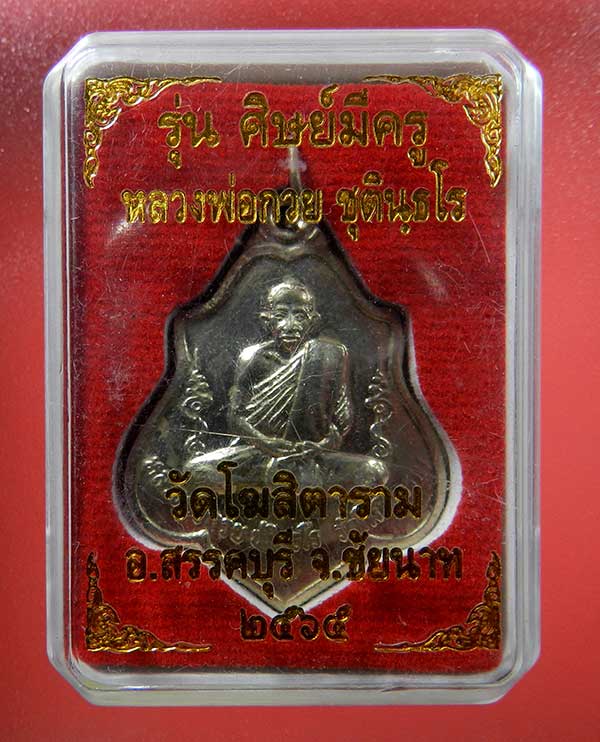 รุ่น ศิษย์มีครู
หลวงพ่อกวย ชุตินฺธโร
วัดโฆสิตาราม
อ.สรรคบุรี จ.ชัยนาท
๒๕๖๕